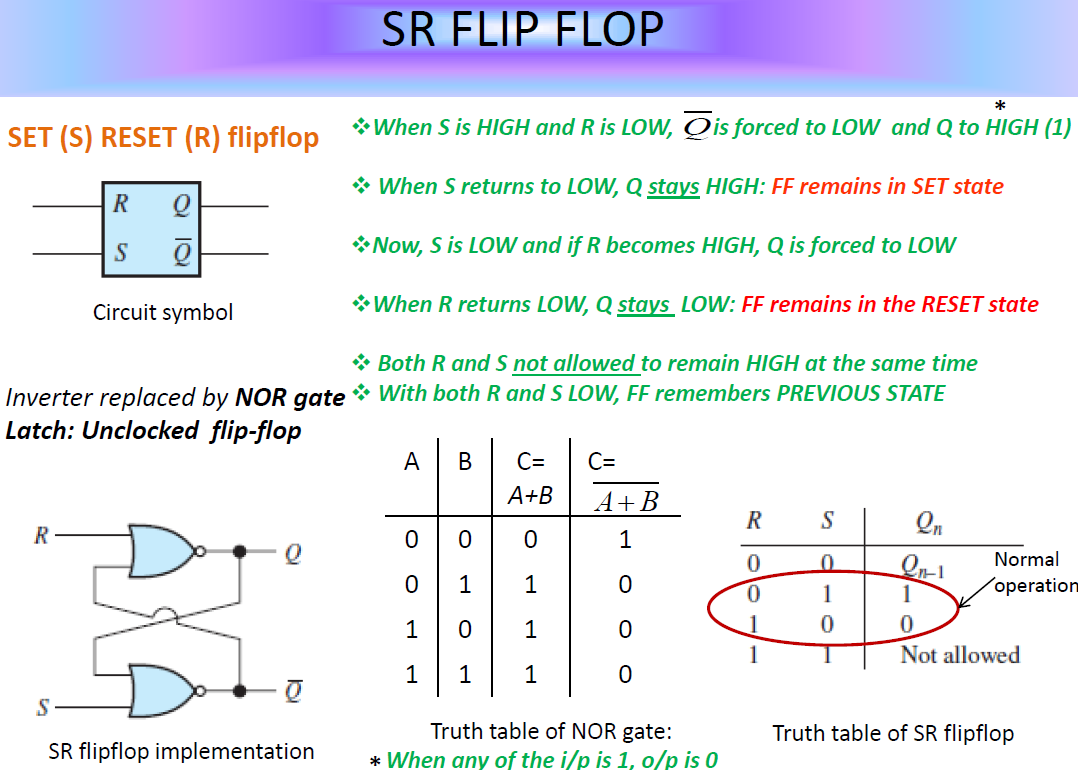 SR FLIP FLOP
SET (S) RESET (R) flipflop
R Q
S Q̅
Circuit symbol
Inverter replaced by NOR gate
Latch: Unclocked flip-flop
R Q
S Q̅
SR flipflop implementation
*
❖When S is HIGH and R is LOW, Q̅ is forced to LOW and Q to HIGH (1)
❖ When S returns to LOW, Q stays HIGH: FF remains in SET state
❖Now, S is LOW and if R becomes HIGH, Q is forced to LOW
❖When R returns LOW, Q stays LOW: FF remains in the RESET state
❖ Both R and S not allowed to remain HIGH at the same time
❖ With both R and S LOW, FF remembers PREVIOUS STATE
A B C= C=
A+B A̅+̅B̅
0 0 0 1
0 1 1 0
1 0 1 0
1 1 1 0
Truth table of NOR gate:
* When any of the i/p is 1, o/p is 0
R S Qn
0 0 Qn–1
0 1 1
1 0 0
1 1 Not allowed
Normal
operation
Truth table of SR flipflop